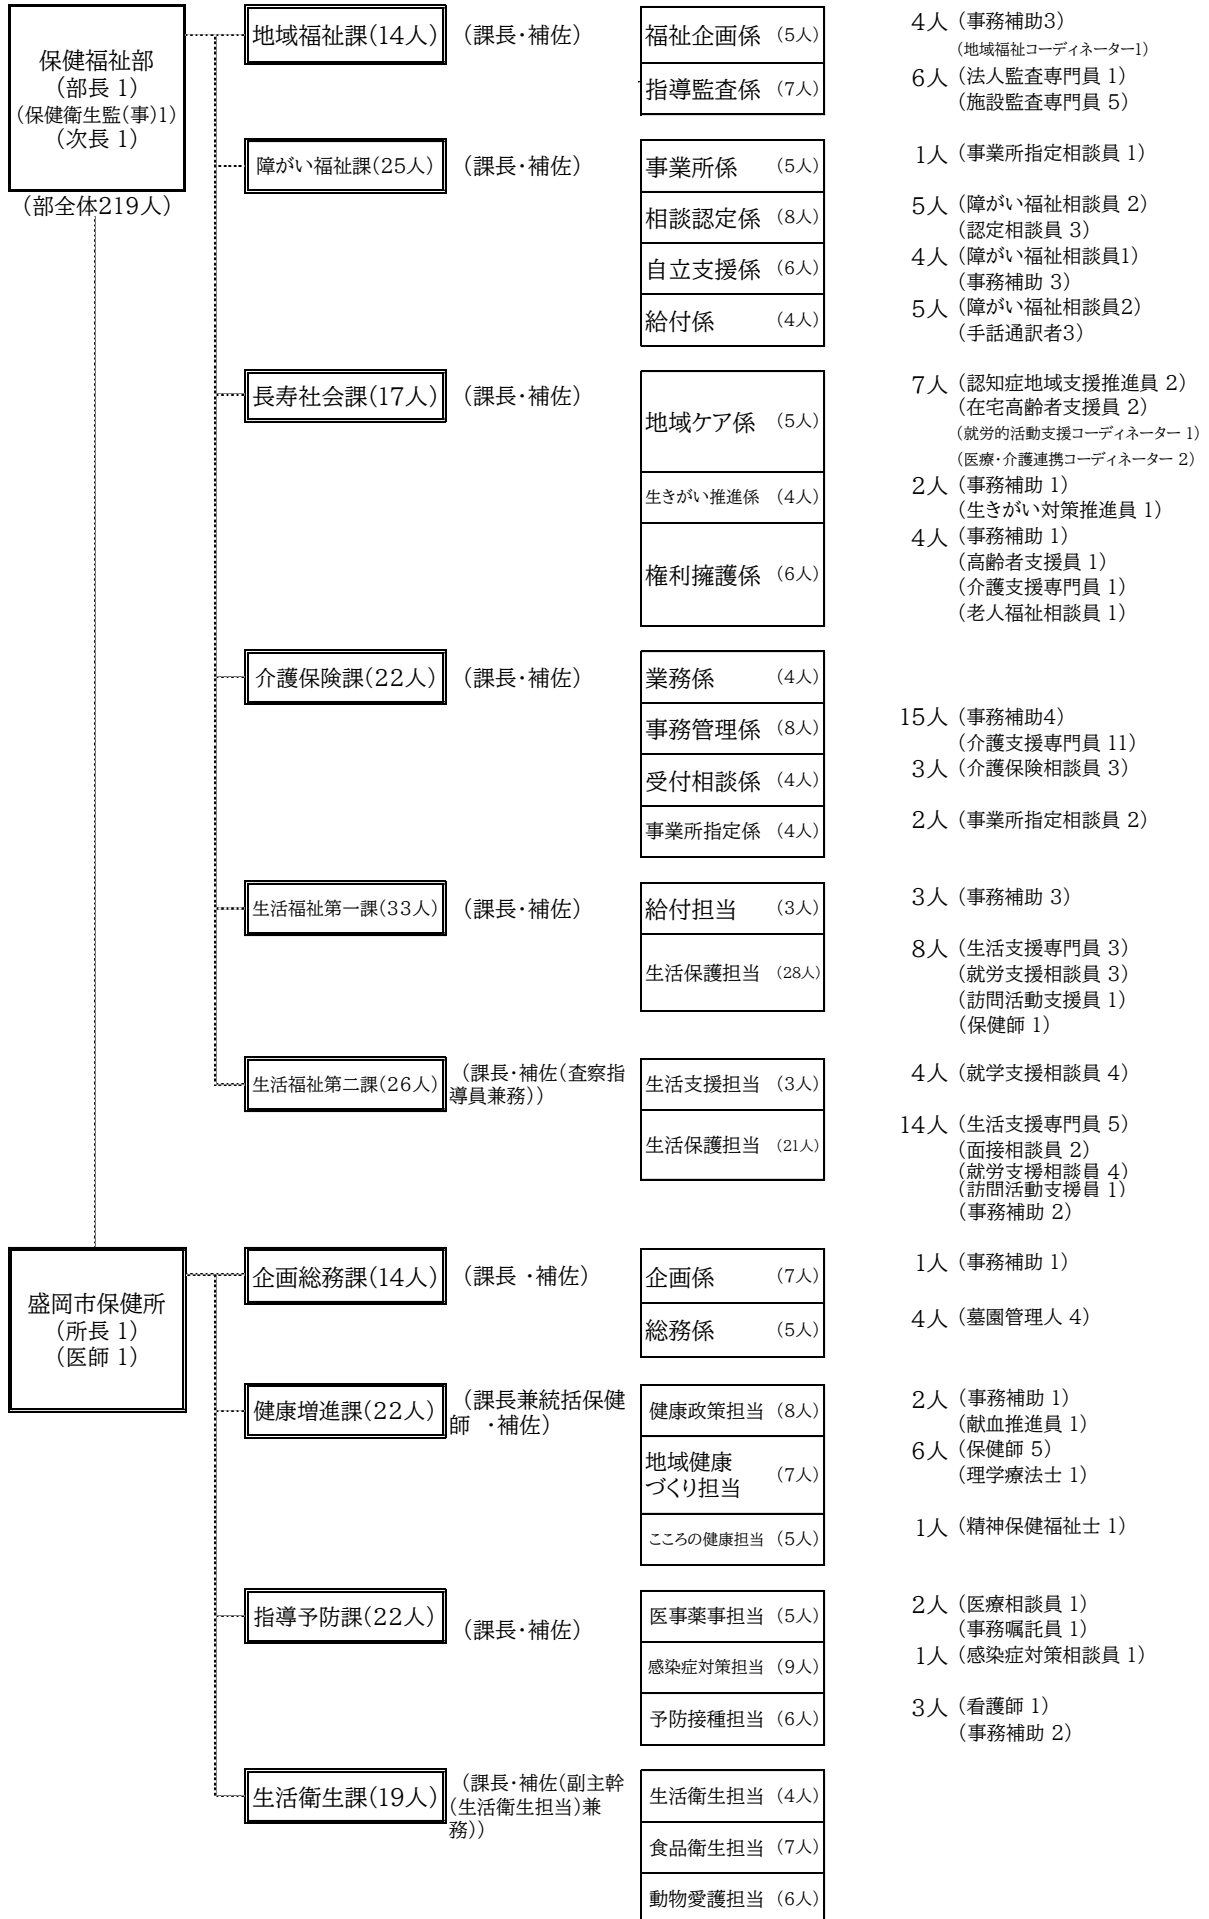 保健福祉部
（部長 1）
（保健衛生監（事）1）
（次長 1）
（部全体219人）
地域福祉課（14人）
（課長・補佐）
福祉企画係 （5人）
4人（事務補助3）
（地域福祉コーディネーター1）
指導監査係 （7人）
6人（法人監査専門員 1）
（施設監査専門員 5）
障がい福祉課（25人）
（課長・補佐）
事業所係 （5人）
1人（事業所指定相談員 1）
相談認定係 （8人）
5人（障がい福祉相談員 2）
（認定相談員 3）
自立支援係 （6人）
4人（障がい福祉相談員1）
（事務補助 3）
給付係 （4人）
5人（障がい福祉相談員2）
（手話通訳者3）
長寿社会課（17人）
（課長・補佐）
地域ケア係 （5人）
7人（認知症地域支援推進員 2）
（在宅高齢者支援員 2）
（就労的活動支援コーディネーター 1）
（医療・介護連携コーディネーター 2）
生きがい推進係 （4人）
2人（事務補助 1）
（生きがい対策推進員 1）
権利擁護係 （6人）
4人（事務補助 1）
（高齢者支援員 1）
（介護支援専門員 1）
（老人福祉相談員 1）
介護保険課（22人）
（課長・補佐）
業務係 （4人）
事務管理係 （8人）
15人（事務補助4）
（介護支援専門員 11）
受付相談係 （4人）
3人（介護保険相談員 3）
事業所指定係 （4人）
2人（事業所指定相談員 2）
生活福祉第一課（33人）
（課長・補佐）
給付担当 （3人）
3人（事務補助 3）
生活保護担当 （28人）
8人（生活支援専門員 3）
（就労支援相談員 3）
（訪問活動支援員 1）
（保健師 1）
生活福祉第二課（26人）
（課長・補佐（査察指
導員兼務））
生活支援担当 （3人）
4人（就学支援相談員 4）
生活保護担当 （21人）
14人（生活支援専門員 5）
（面接相談員 2）
（就労支援相談員 4）
（訪問活動支援員 1）
（事務補助 2）
盛岡市保健所
（所長 1）
（医師 1）
企画総務課（14人）
（課長 ・補佐）
企画係 （7人）
1人（事務補助 1）
総務係 （5人）
4人（墓園管理人 4）
健康増進課（22人）
（課長兼統括保健
師 ・補佐）
健康政策担当 （8人）
2人（事務補助 1）
（献血推進員 1）
地域健康
づくり担当 （7人）
6人（保健師 5）
（理学療法士 1）
こころの健康担当 （5人）
1人（精神保健福祉士 1）
指導予防課（22人）
（課長・補佐）
医事薬事担当 （5人）
2人（医療相談員 1）
（事務嘱託員 1）
感染症対策担当 （9人）
1人（感染症対策相談員 1）
予防接種担当 （6人）
3人（看護師 1）
（事務補助 2）
生活衛生課（19人）
（課長・補佐（副主幹
（生活衛生担当）兼
務））
生活衛生担当 （4人）
食品衛生担当 （7人）
動物愛護担当 （6人）